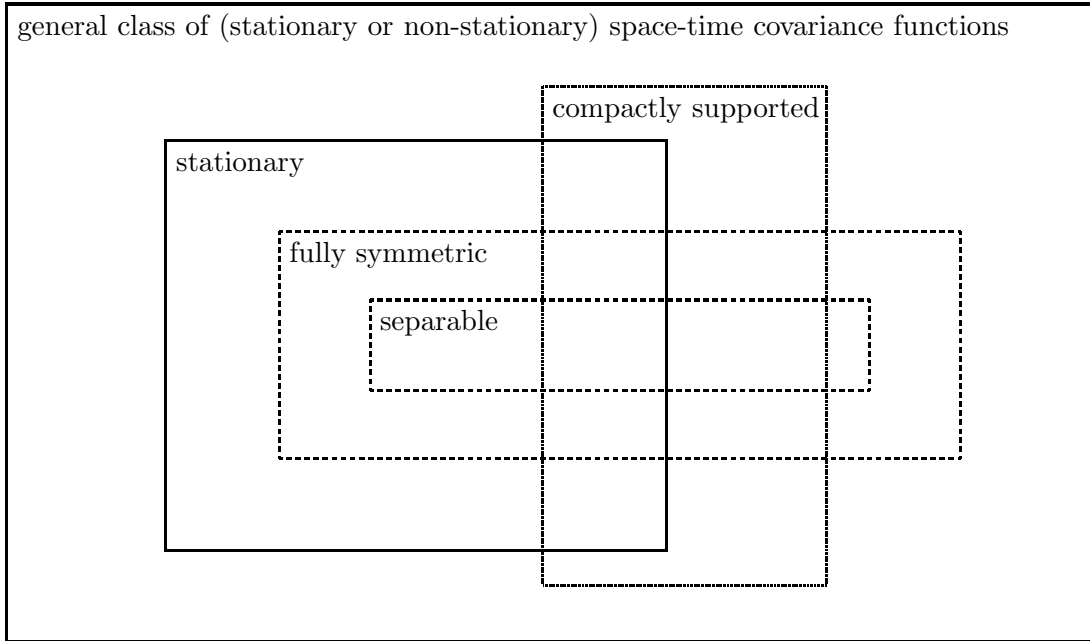 general class of (stationary or non-stationary) space-time covariance functions
compactly supported
stationary
fully symmetric
separable